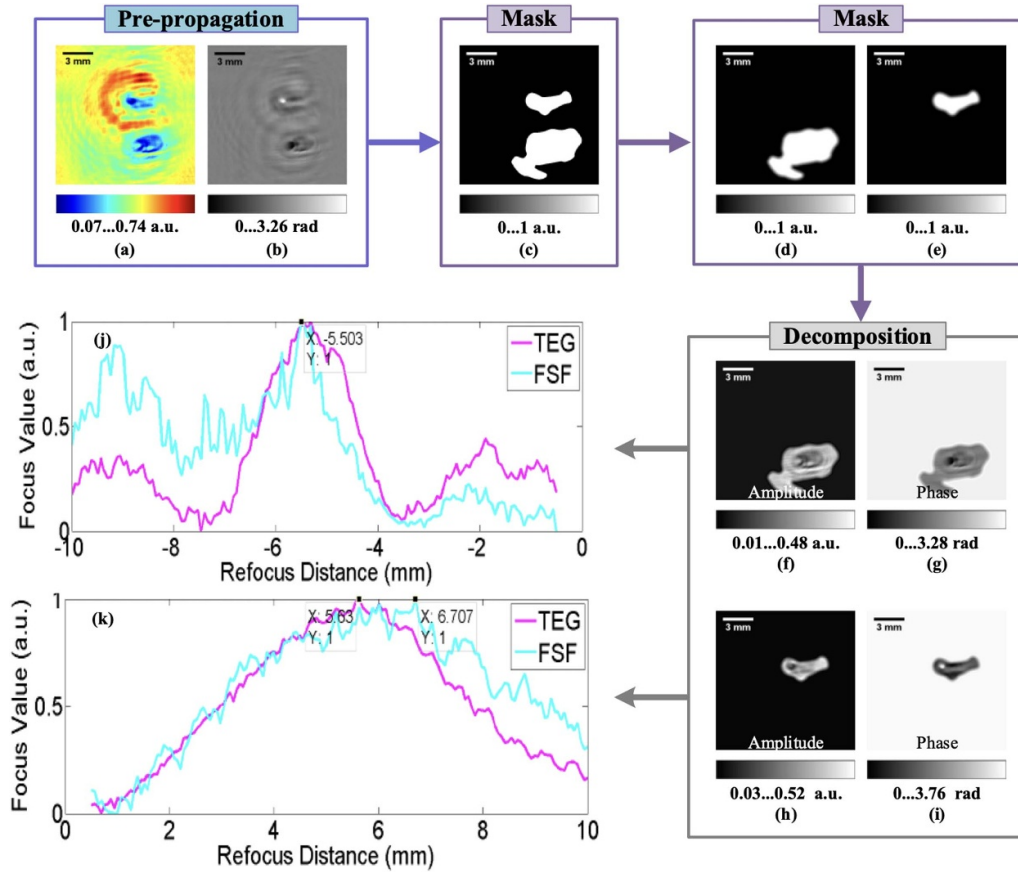 Pre-propagation
3 mm
3 mm
0.07...0.74 a.u.
0...3.26 rad
(a)
(b)
Mask
3 mm
0...1 a.u.
(c)
Mask
3 mm
3 mm
0...1 a.u.
0...1 a.u.
(d)
(e)
Decomposition
3 mm
3 mm
Amplitude
Phase
0.01...0.48 a.u.
0...3.28 rad
(f)
(g)
3 mm
3 mm
Amplitude
Phase
0.03...0.52 a.u.
0...3.76 rad
(h)
(i)
(j)
Focus Value (a.u.)
1
0.5
0
X: -5.503
Y: 1
TEG
FSF
-10
-8
-6
-4
-2
0
Refocus Distance (mm)
(k)
Focus Value (a.u.)
1
0.5
0
X: 5.63
Y: 1
X: 6.707
Y: 1
TEG
FSF
0
2
4
6
8
10
Refocus Distance (mm)